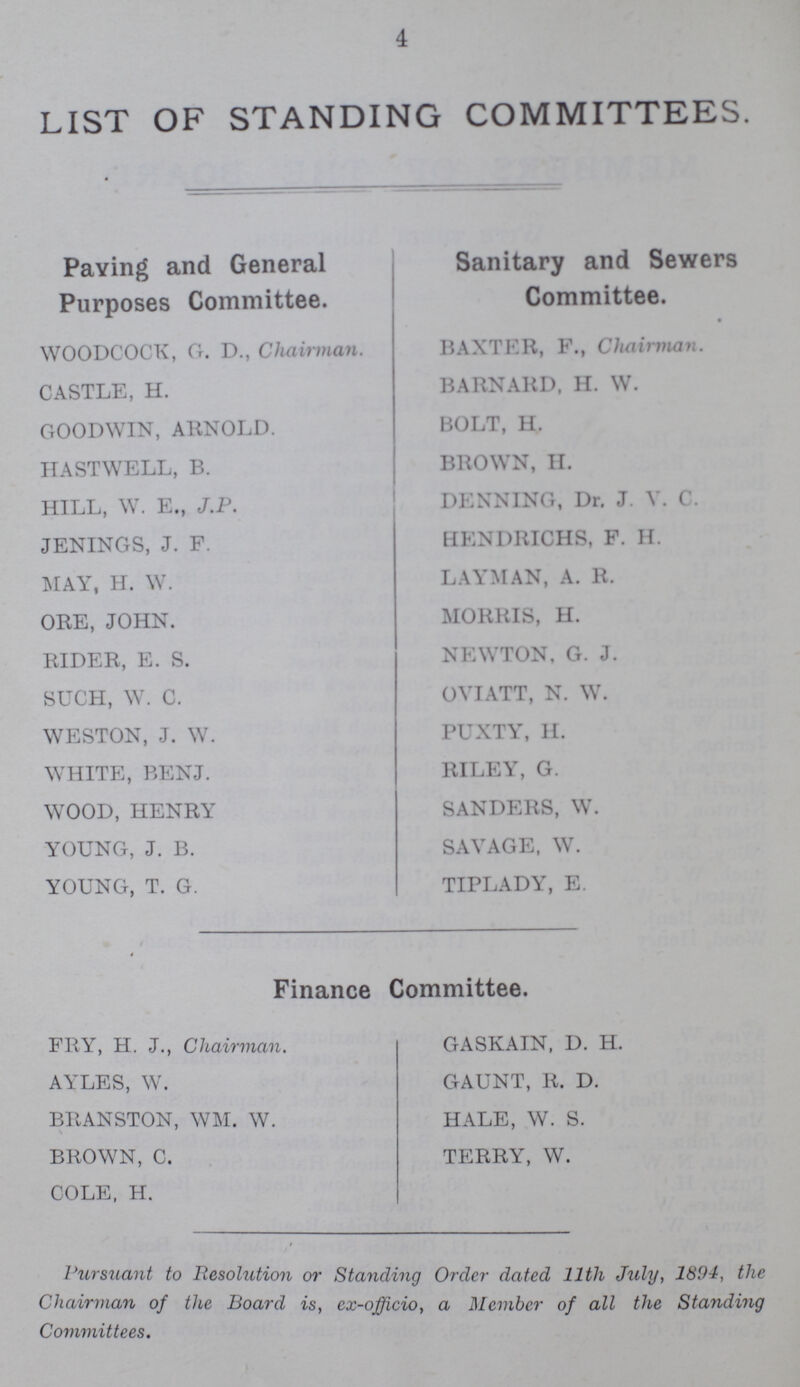 4
LIST OF STANDING COMMITTEES.
Paving and General
Purposes Committee.
WOODCOCK, G. D., Chairman.
CASTLE, H.
GOODWIN, ARNOLD.
HASTWELL, B.
HILL, W. E., J.P.
JENINGS, J. F.
MAY, H. W.
ORE, JOHN.
RIDER, E. S.
SUCH, W. C.
WESTON, J. W.
WHITE, BENJ.
WOOD, HENRY
YOUNG, J. B.
YOUNG, T. G.
Sanitary and Sewers
Committee.
BAXTER, F., Chairman.
BARNARD, H. W.
BOLT, H.
BROWN, H.
DENNING, Dr. J. V. C.
HENDRICHS, F. H.
LAYMAN, A. R.
MORRIS, H.
NEWTON, G. J.
OVIATT, N. W.
PUXTY, H.
RILEY, G.
SANDERS, W.
SAVAGE, W.
TIPLADY, E.
Finance Committee.
FRY, H. J., Chairman.
AYLES, W.
BRANSTON, WM. W.
BROWN, C.
COLE, H.
GASKAIN, D. H.
GAUNT, R. D.
HALE, W. S.
TERRY, W.
Pursuant to Resolution or Standing Order dated 11th July, 1894, the
Chairman of the Board is, ex-officio, a Member of all the Standing
Committees.